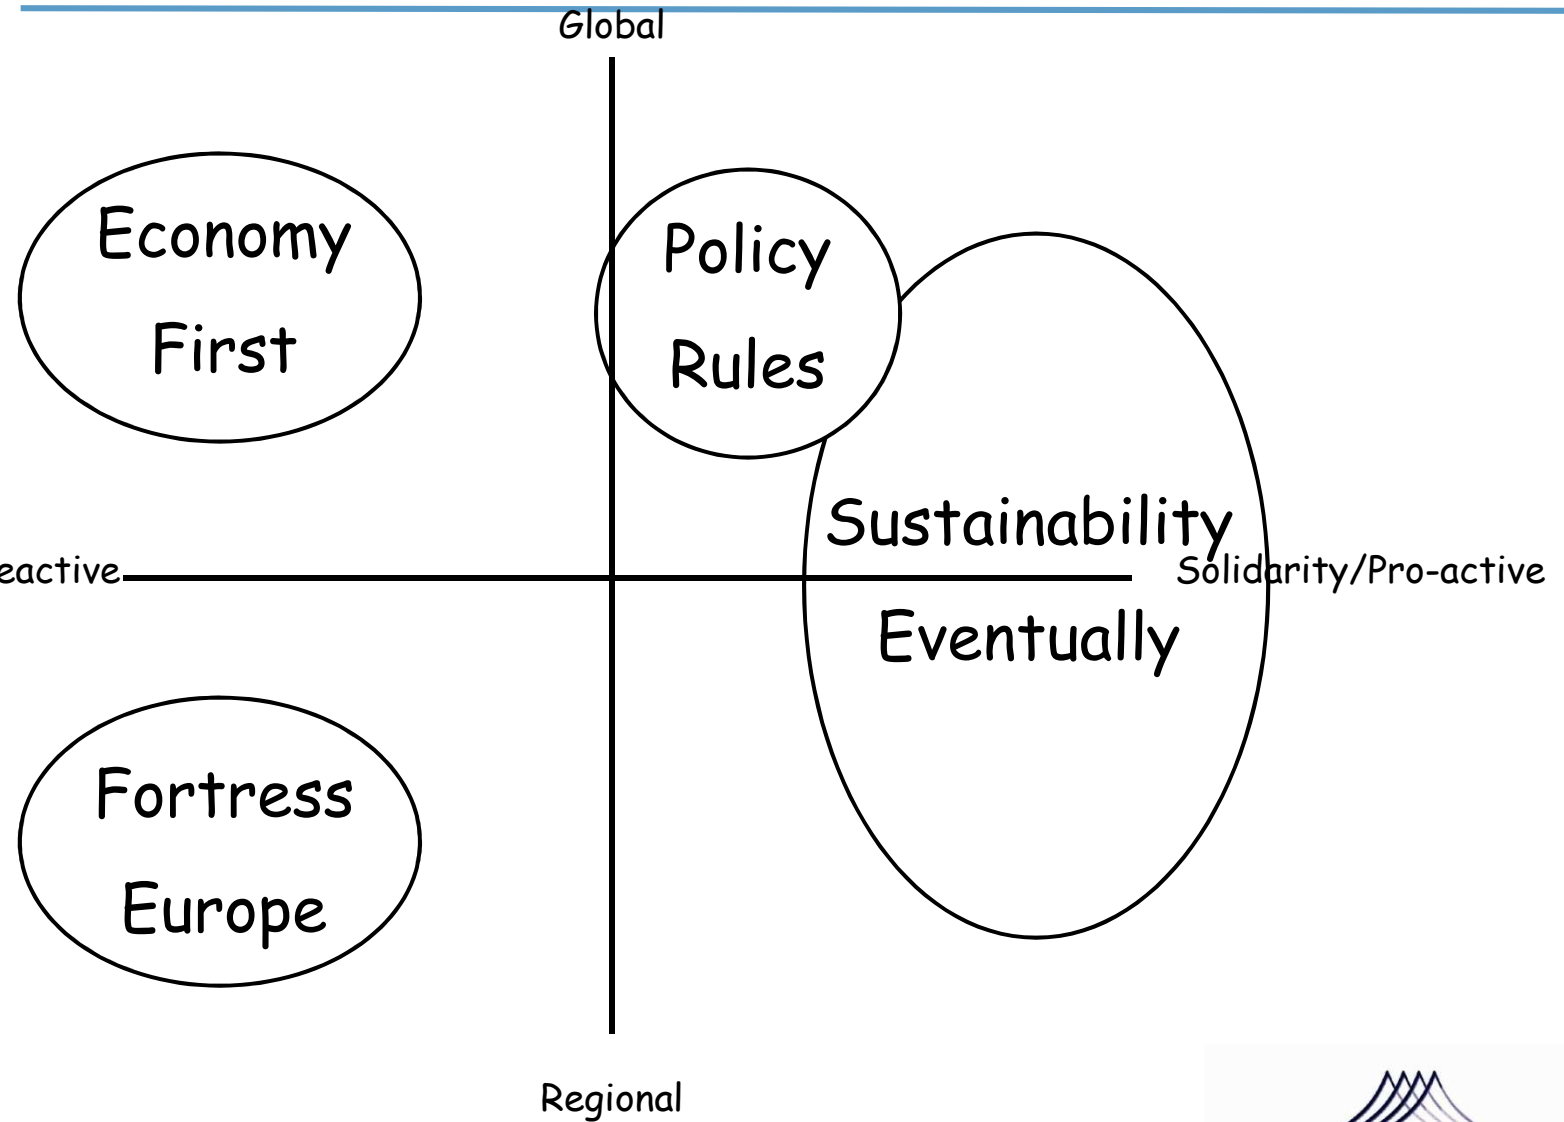 Global
Economy
First
Policy
Rules
Sustainability
eactive
Solidarity/Pro-active
Eventually
Fortress
Europe
Regional